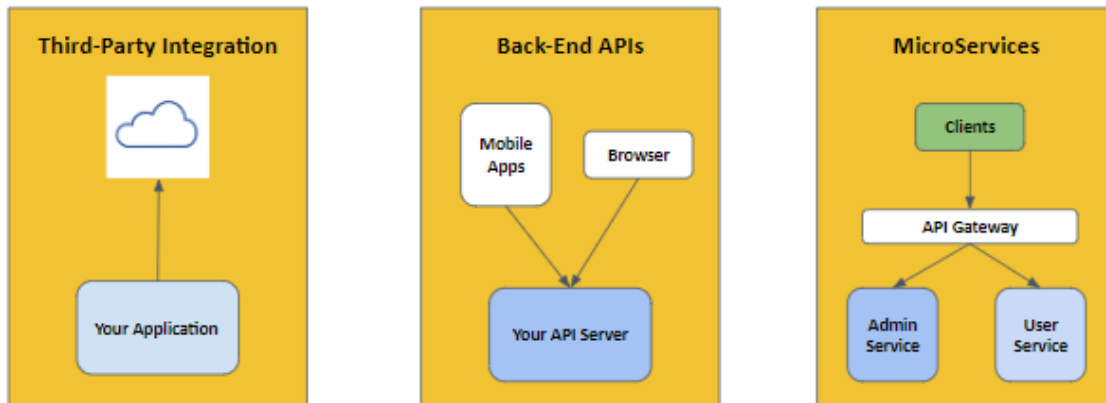 Third-Party Integration
Your Application
Back-End APIs
Mobile
Apps
Browser
Your API Server
MicroServices
Clients
API Gateway
Admin
Service
User
Service